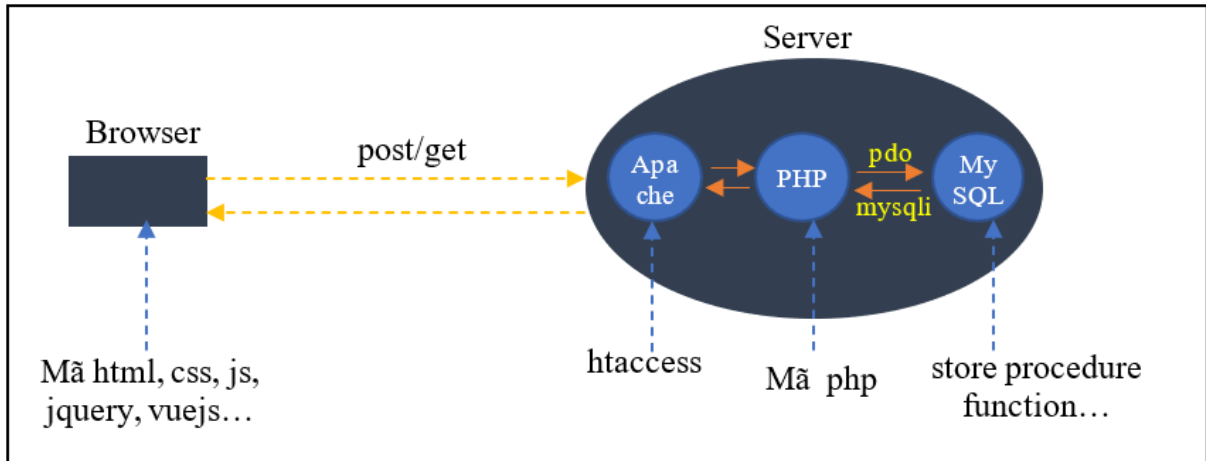 Server
Browser
post/get
Apa
che
PHP
pdo
mysqli
My
SQL
Mã html, css, js,
jquery, vuejs…
htaccess
Mã php
store procedure
function…